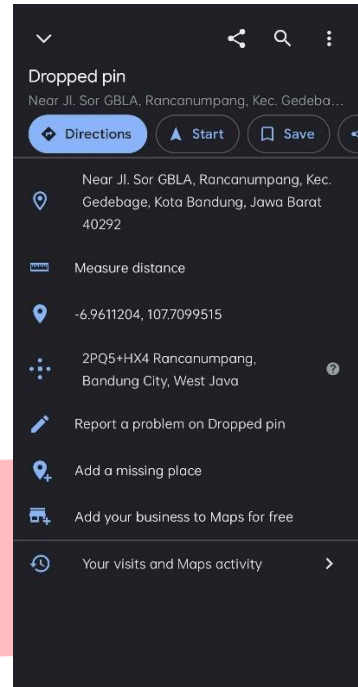 Dropped pin
Near Jl. Sor GBLA, Rancanumpang, Kec. Gedeba...
Directions
Start
Save
Near Jl. Sor GBLA, Rancanumpang, Kec.
Gedebage, Kota Bandung, Jawa Barat
40292
Measure distance
-6.9611204, 107.7099515
2PQ5+HX4 Rancanumpang,
Bandung City, West Java
Report a problem on Dropped pin
Add a missing place
Add your business to Maps for free
Your visits and Maps activity